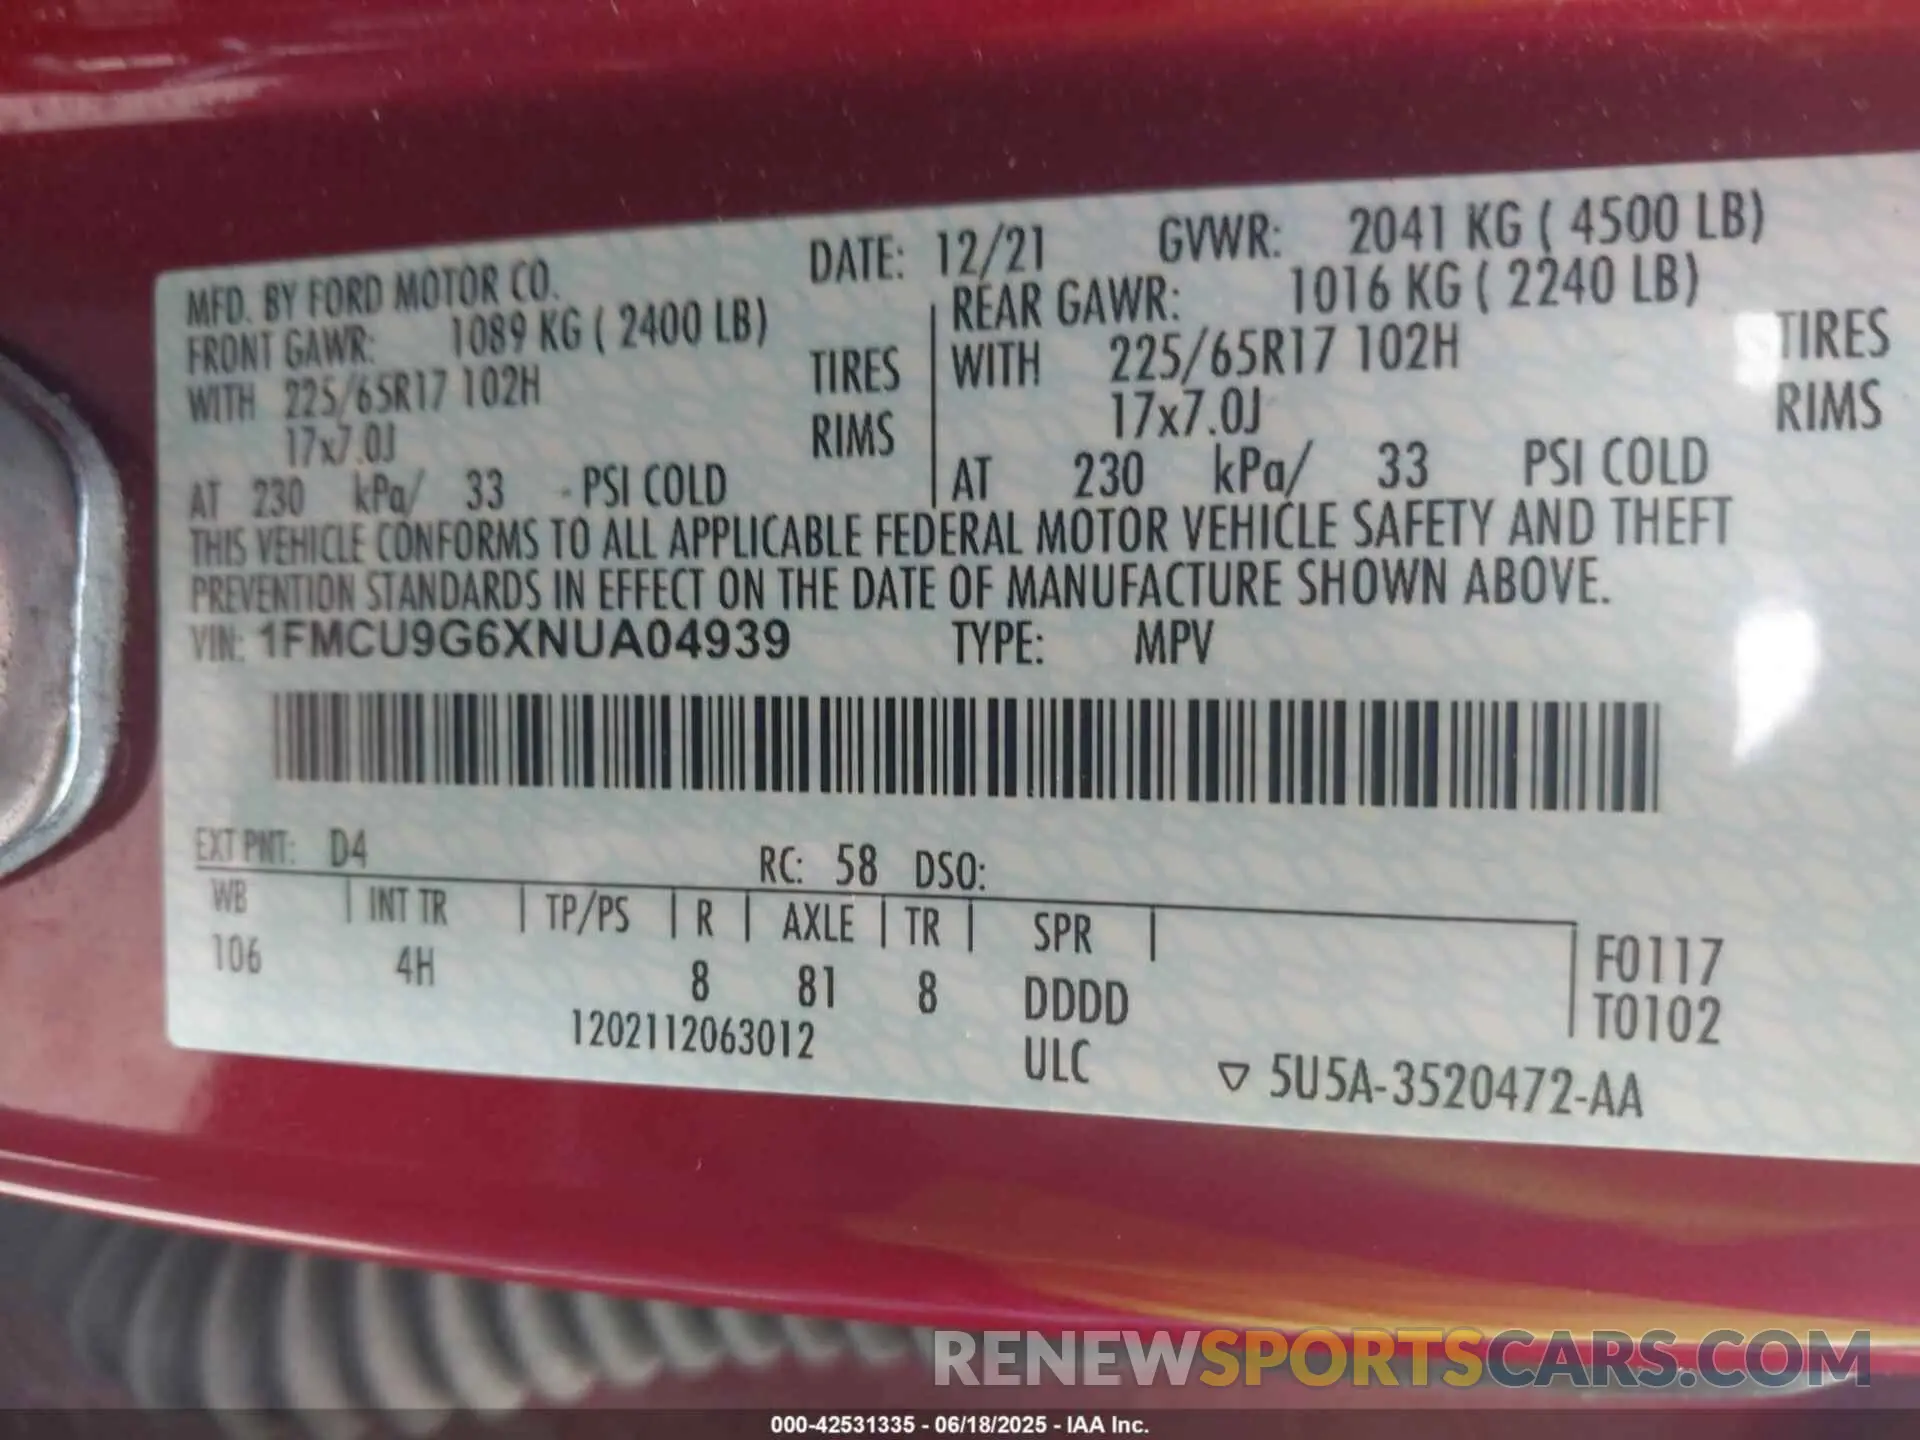 MFD. BY FORD MOTOR CO. DATE: 12/21 GVWR: 2041 KG ( 4500 LB)
FRONT GAWR: 1089 KG ( 2400 LB) REAR GAWR: 1016 KG ( 2240 LB)
WITH 225/65R17 102H TIRES WITH 225/65R17 102H TIRES
17x7.0J RIMS 17x7.0J RIMS
AT 230 kPa/ 33 PSI COLD AT 230 kPa/ 33 PSI COLD
THIS VEHICLE CONFORMS TO ALL APPLICABLE FEDERAL MOTOR VEHICLE SAFETY AND THEFT
PREVENTION STANDARDS IN EFFECT ON THE DATE OF MANUFACTURE SHOWN ABOVE.
VIN: 1FMCU9G6XNUA04939 TYPE: MPV
EXT PNT: D4 RC: 58 DSO:
WB INT TR TP/PS R AXLE TR SPR
106 4H 8 81 8 DDDD F0117
T0102
1202112063012 ULC ▽ 5U5A-3520472-AA
RENEWSPORTSCARS.COM
000-42531335 - 06/18/2025 - IAA Inc.